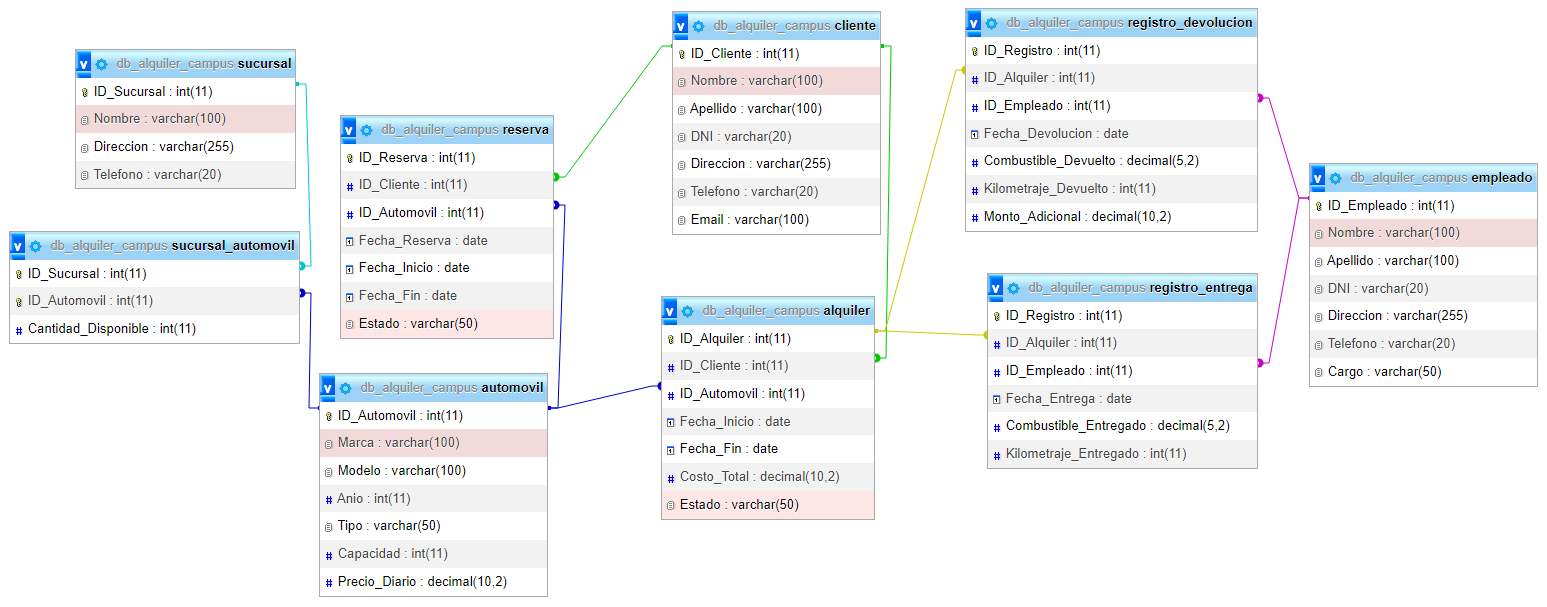 v db_alquiler_campus sucursal
ID_Sucursal : int(11)
Nombre : varchar(100)
Direccion : varchar(255)
Telefono : varchar(20)
v db_alquiler_campus sucursal_automovil
ID_Sucursal : int(11)
ID_Automovil : int(11)
# Cantidad_Disponible : int(11)
v db_alquiler_campus reserva
ID_Reserva : int(11)
# ID_Cliente : int(11)
# ID_Automovil : int(11)
Fecha_Reserva : date
Fecha_Inicio : date
Fecha_Fin : date
Estado : varchar(50)
v db_alquiler_campus automovil
ID_Automovil : int(11)
Marca : varchar(100)
Modelo : varchar(100)
# Anio : int(11)
Tipo : varchar(50)
# Capacidad : int(11)
# Precio_Diario : decimal(10,2)
v db_alquiler_campus cliente
ID_Cliente : int(11)
Nombre : varchar(100)
Apellido : varchar(100)
DNI : varchar(20)
Direccion : varchar(255)
Telefono : varchar(20)
Email : varchar(100)
v db_alquiler_campus alquiler
ID_Alquiler : int(11)
# ID_Cliente : int(11)
# ID_Automovil : int(11)
Fecha_Inicio : date
Fecha_Fin : date
# Costo_Total : decimal(10,2)
Estado : varchar(50)
v db_alquiler_campus registro_devolucion
ID_Registro : int(11)
# ID_Alquiler : int(11)
# ID_Empleado : int(11)
Fecha_Devolucion : date
# Combustible_Devuelto : decimal(5,2)
# Kilometraje_Devuelto : int(11)
# Monto_Adicional : decimal(10,2)
v db_alquiler_campus registro_entrega
ID_Registro : int(11)
# ID_Alquiler : int(11)
# ID_Empleado : int(11)
Fecha_Entrega : date
# Combustible_Entregado : decimal(5,2)
# Kilometraje_Entregado : int(11)
v db_alquiler_campus empleado
ID_Empleado : int(11)
Nombre : varchar(100)
Apellido : varchar(100)
DNI : varchar(20)
Direccion : varchar(255)
Telefono : varchar(20)
Cargo : varchar(50)